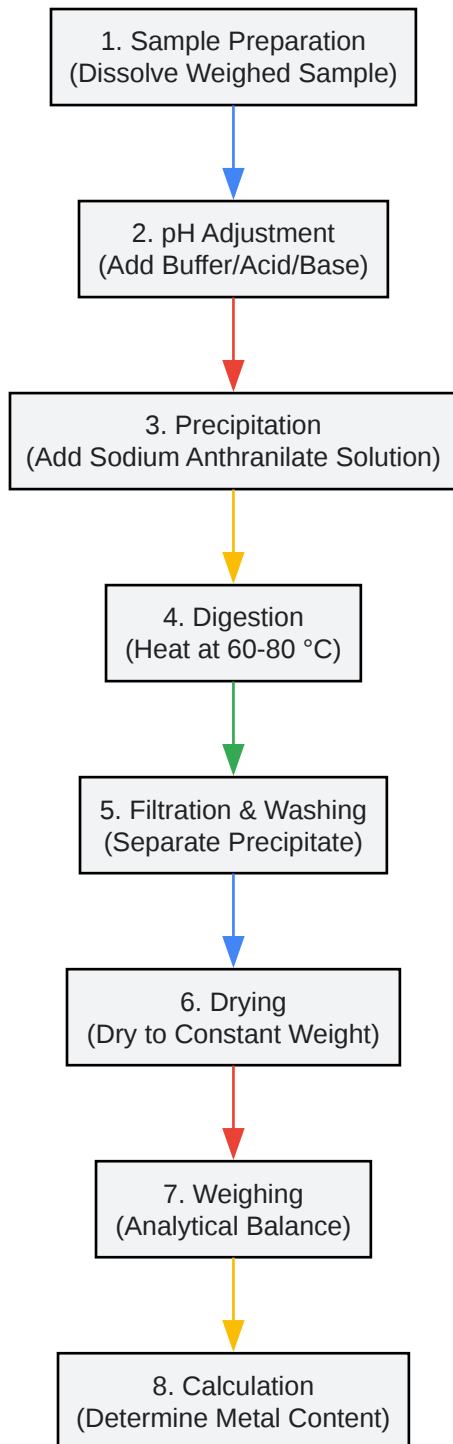 1. Sample Preparation
(Dissolve Weighed Sample)
2. pH Adjustment
(Add Buffer/Acid/Base)
3. Precipitation
(Add Sodium Anthranilate Solution)
4. Digestion
(Heat at 60-80 °C)
5. Filtration & Washing
(Separate Precipitate)
6. Drying
(Dry to Constant Weight)
7. Weighing
(Analytical Balance)
8. Calculation
(Determine Metal Content)